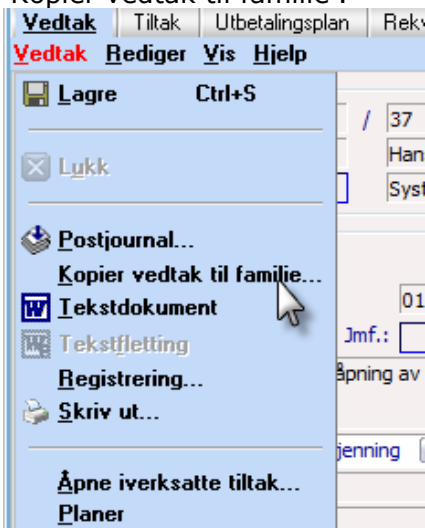 Kopier vedtak til familie".
Vedtak Tiltak Utbetalingsplan Rekv
Vedtak Rediger Vis Hjelp
Lagre Ctrl+S
/ 37
Lukk
Han
Syst
Postjournal...
Kopier vedtak til familie...
Tekstdokument
01
Tekstfletting
Jmf.:
Registrering...
åpning av
Skriv ut...
jenning
Åpne iverksatte tiltak...
Planer